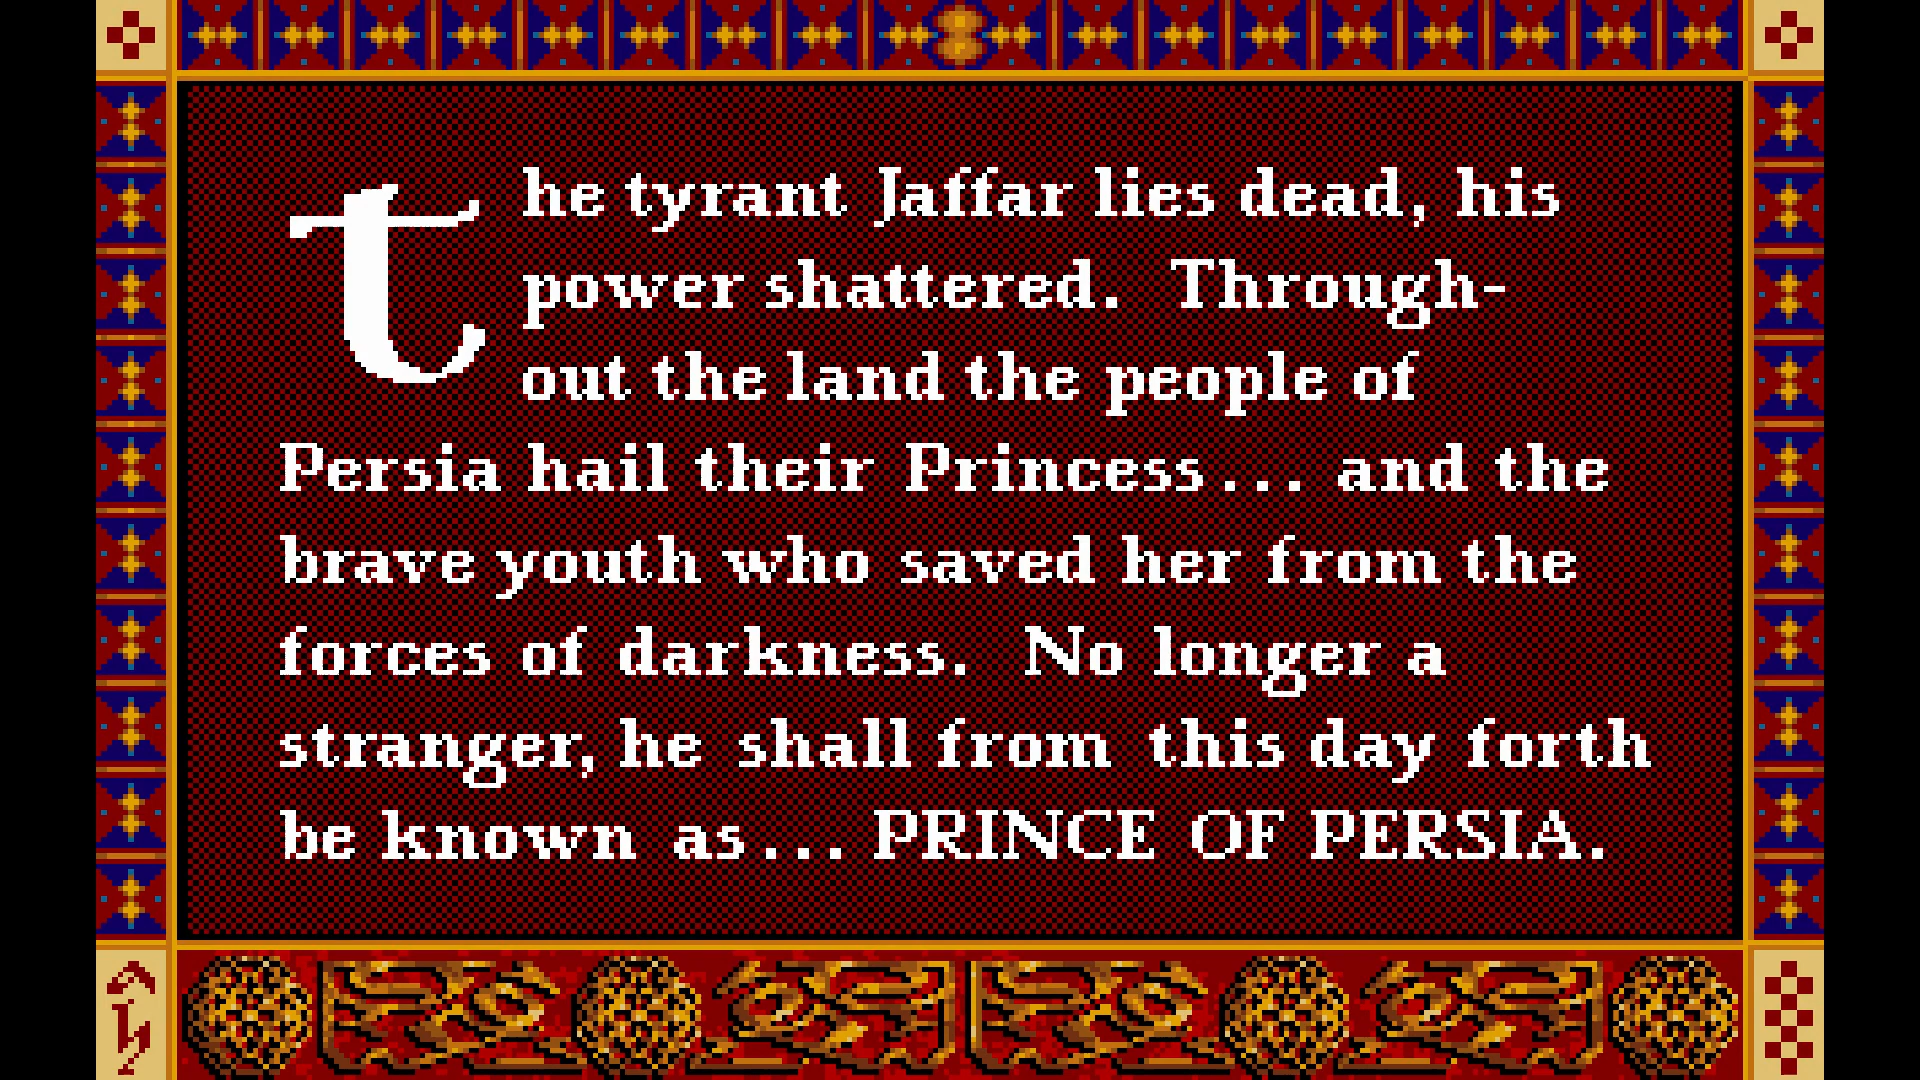 The tyrant Jaffar lies dead, his
power shattered.  Through-
out the land the people of
Persia hail their Princess... and the
brave youth who saved her from the
forces of darkness.  No longer a
stranger, he shall from this day forth
be known as... PRINCE OF PERSIA.